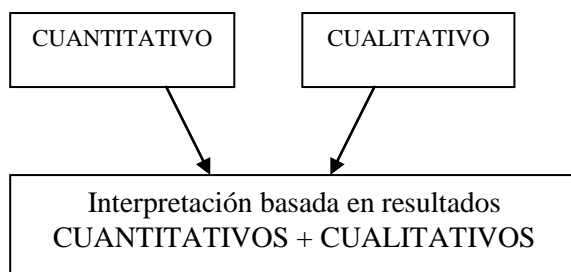 CUANTITATIVO
CUALITATIVO
Interpretación basada en resultados
CUANTITATIVOS + CUALITATIVOS